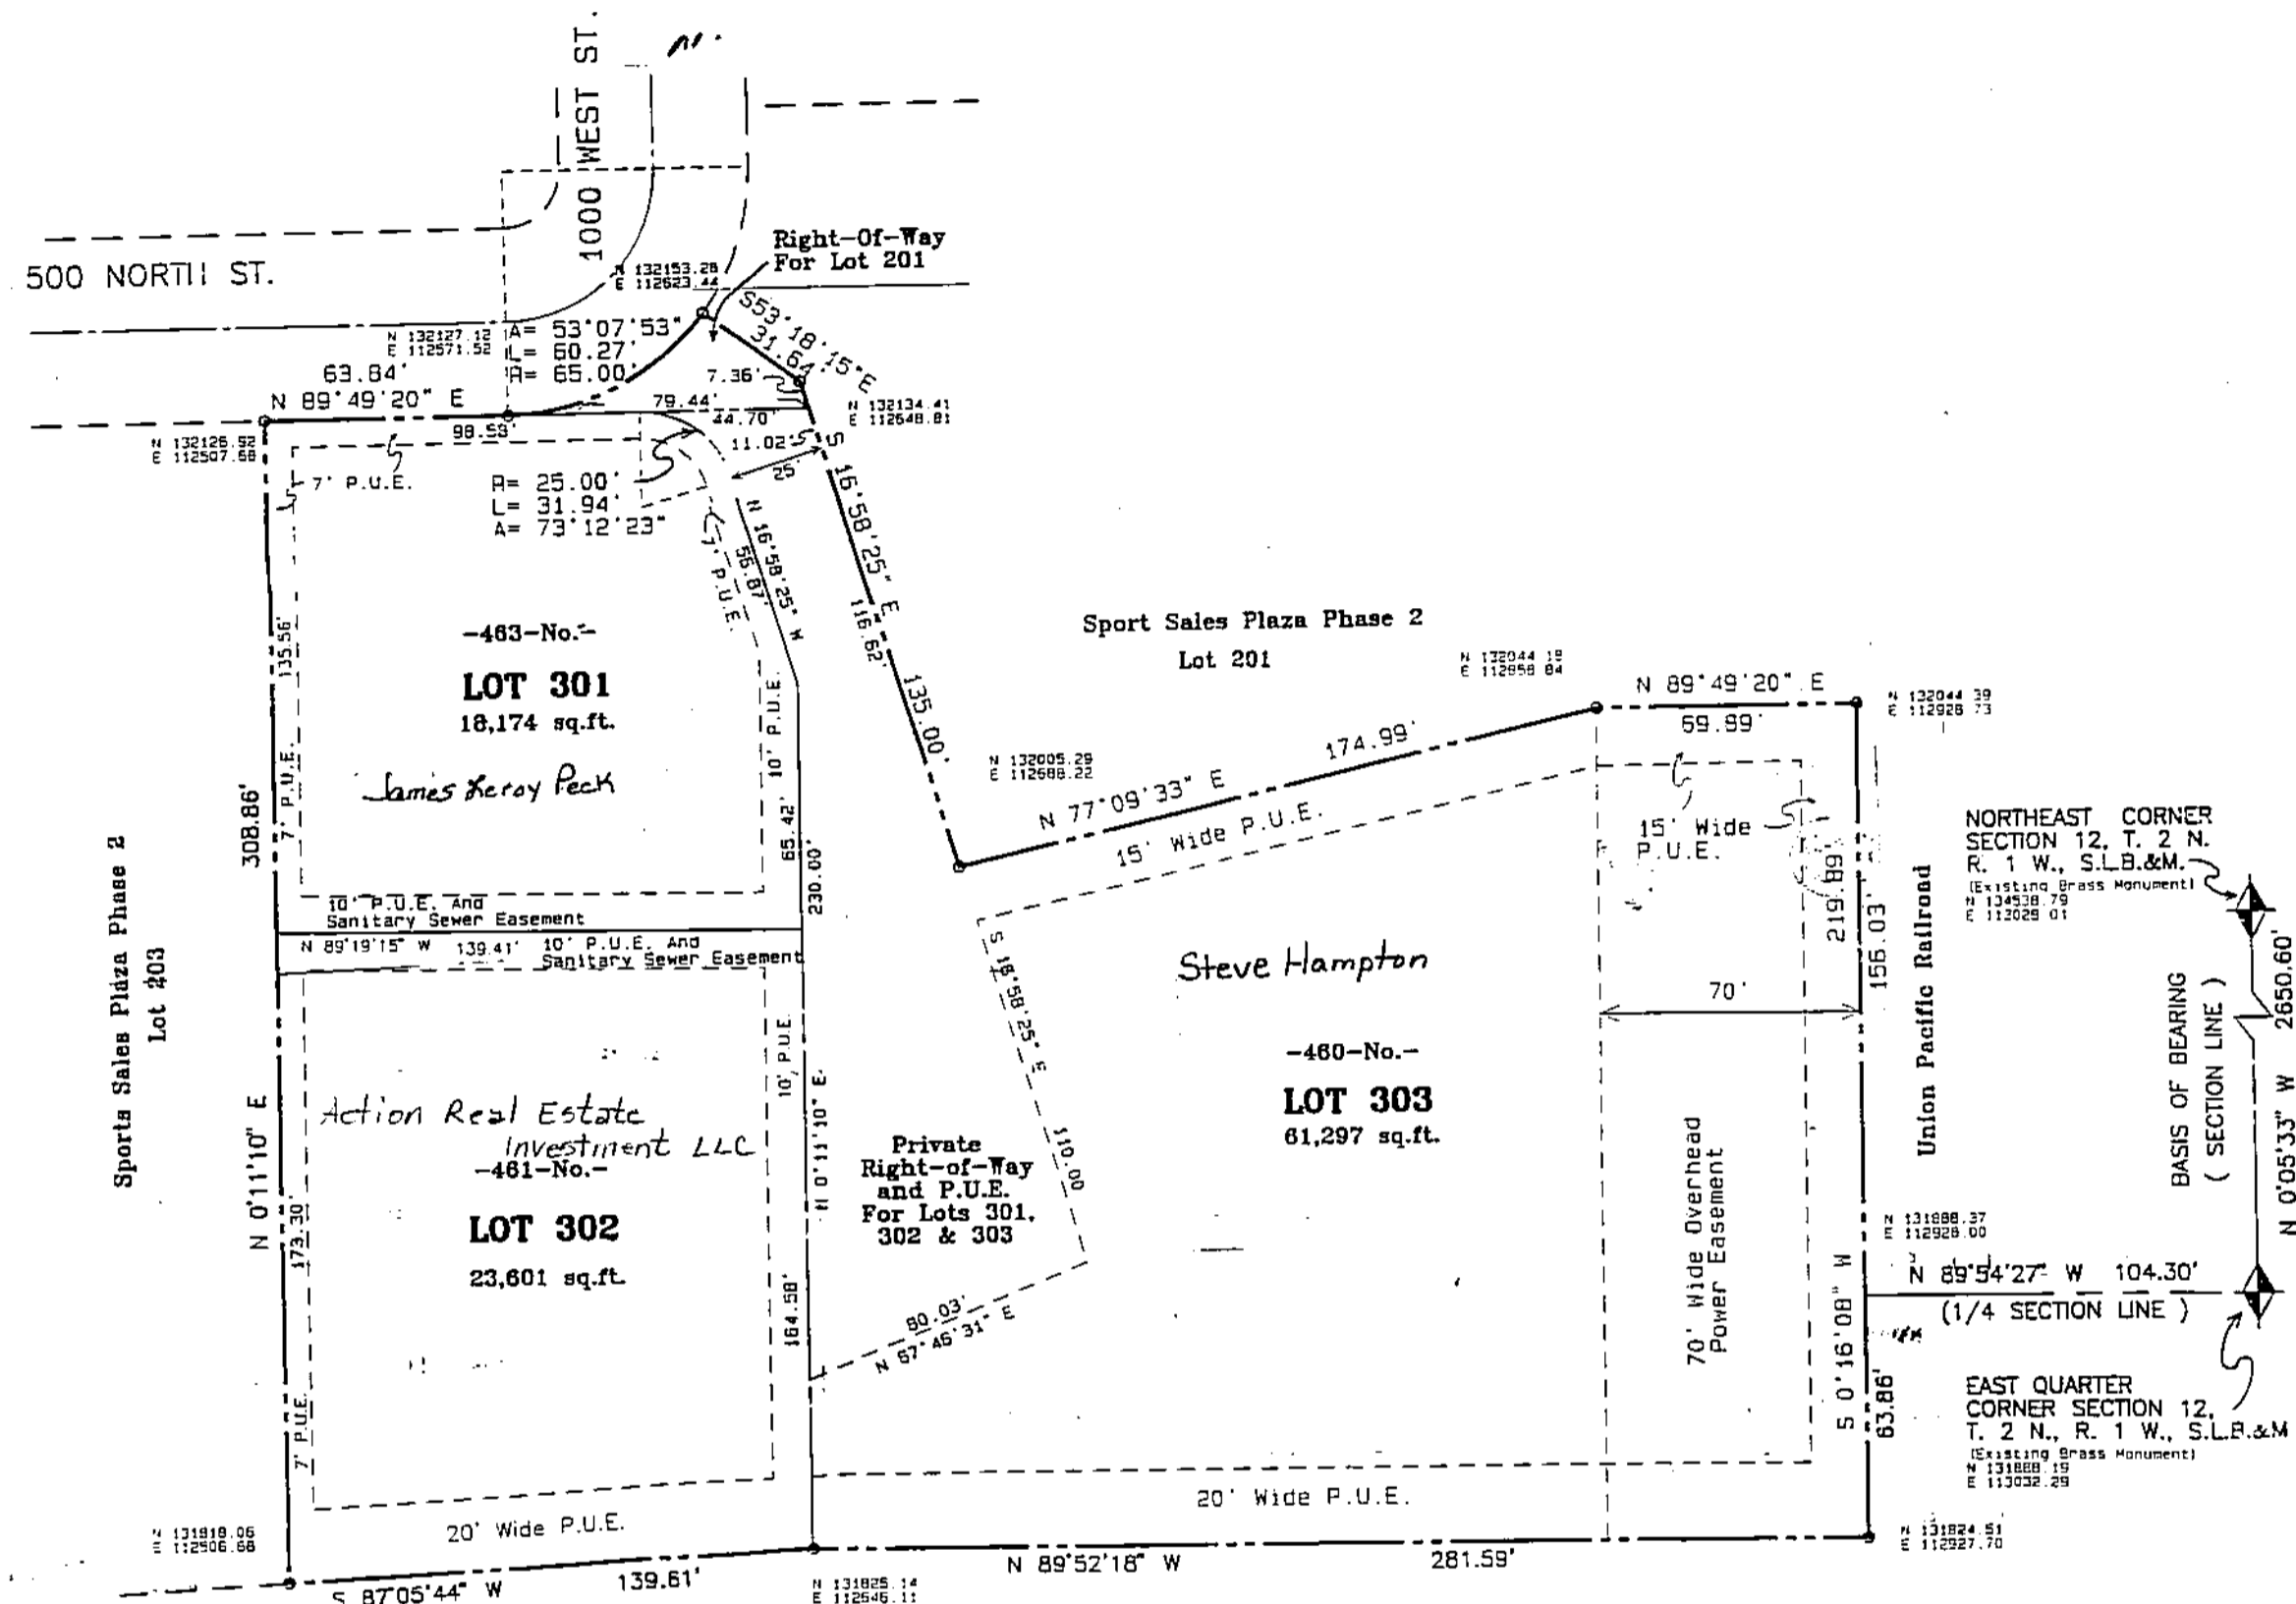 1000 WEST ST.
500 NORTH ST.
Right-Of-Way
For Lot 201
N 132153.28
E 112623.44
S53°18'15"E
31.64'
N 132127.12
E 112571.52
A= 53°07'53"
L= 60.27'
R= 65.00'
63.84'
N 89°49'20" E
7.36'
79.44'
44.70'
98.58'
11.02'
25'
N 132134.41
E 112648.81
N 132126.52
E 112507.68
7' P.U.E.
R= 25.00'
L= 31.94'
A= 73°12'23"
7' P.U.E.
N 16°58'25" W
56.87'
S 16°58'25" E
116.62'
135.00'
-463-No.-
LOT 301
18,174 sq.ft.
James Leroy Peck
135.56'
7' P.U.E.
308.86'
10' P.U.E.
65.42'
230.00'
Sport Sales Plaza Phase 2
Lot 201
N 132044.19
E 112858.84
N 89°49'20" E
69.89'
N 132044.39
E 112928.73
N 132005.29
E 112688.22
N 77°09'33" E
174.99'
15' Wide P.U.E.
15' Wide
P.U.E.
219.89'
156.03'
Union Pacific Railroad
NORTHEAST CORNER
SECTION 12, T. 2 N.
R. 1 W., S.L.B.&M.
(Existing Brass Monument)
N 134538.79
E 112029.01
10' P.U.E. And
Sanitary Sewer Easement
N 89°19'15" W 139.41'
10' P.U.E. And
Sanitary Sewer Easement
Sports Sales Plaza Phase 2
Lot 203
N 0°11'10" E
Action Real Estate
Investment LLC
-461-No.-
LOT 302
23,601 sq.ft.
173.30'
7' P.U.E.
10' P.U.E.
N 0°11'10" E
164.58'
Private
Right-of-Way
and P.U.E.
For Lots 301,
302 & 303
S 16°58'25" E
110.00
80.03'
N 67°46'31" E
Steve Hampton
-460-No.-
LOT 303
61,297 sq.ft.
70'
70' Wide Overhead
Power Easement
BASIS OF BEARING
( SECTION LINE )
N 0°05'33" W 2650.60'
N 131888.37
E 112928.00
N 89°54'27" W 104.30'
(1/4 SECTION LINE )
S 0°16'08" W
63.86'
EAST QUARTER
CORNER SECTION 12,
T. 2 N., R. 1 W., S.L.B.&M
(Existing Brass Monument)
N 131888.19
E 113032.29
20' Wide P.U.E.
20' Wide P.U.E.
N 131818.06
E 112506.68
S 87°05'44" W
139.61'
N 131825.14
E 112646.11
N 89°52'18" W
281.59'
N 131824.51
E 112927.70